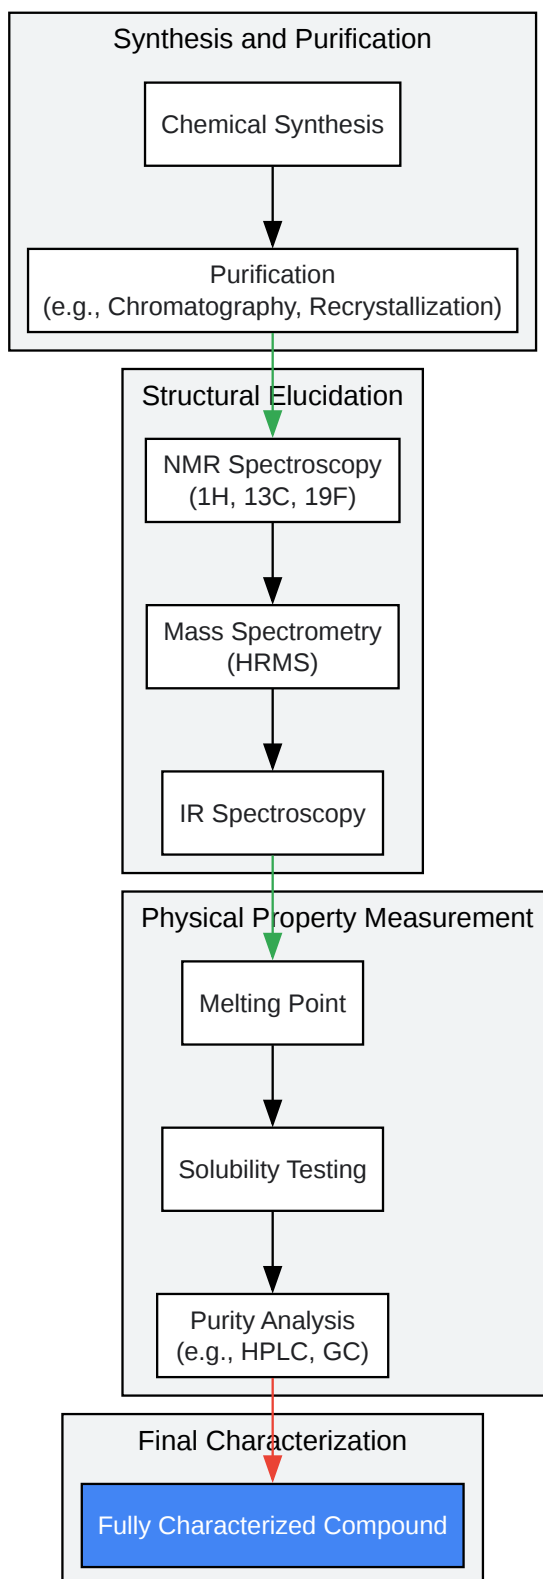 Synthesis and Purification
Chemical Synthesis
Purification
(e.g., Chromatography, Recrystallization)
Structural Elucidation
NMR Spectroscopy
(1H, 13C, 19F)
Mass Spectrometry
(HRMS)
IR Spectroscopy
Physical Property Measurement
Melting Point
Solubility Testing
Purity Analysis
(e.g., HPLC, GC)
Final Characterization
Fully Characterized Compound